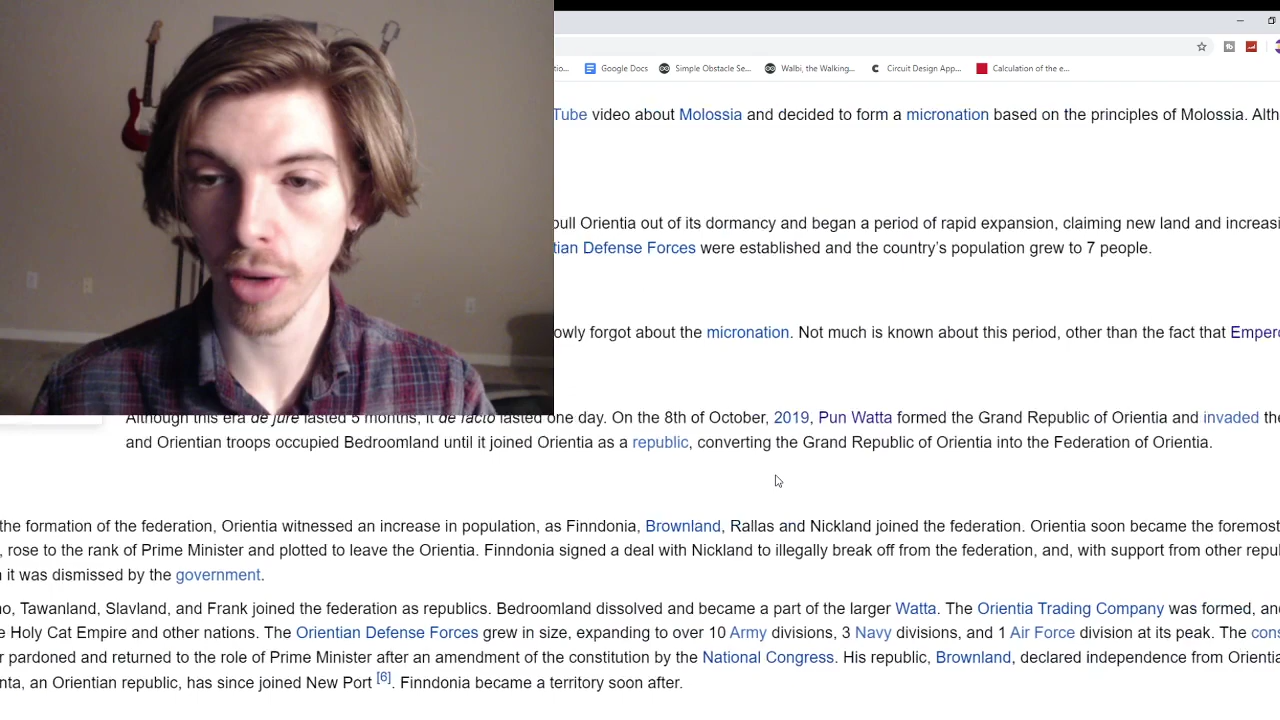 tio... Google Docs Simple Obstacle Se... Walbi, the Walking... Circuit Design App... Calculation of the e...
Tube video about Molossia and decided to form a micronation based on the principles of Molossia. Alth
pull Orientia out of its dormancy and began a period of rapid expansion, claiming new land and increasi
tian Defense Forces were established and the country's population grew to 7 people.
owly forgot about the micronation. Not much is known about this period, other than the fact that Empero
Although this era de jure lasted 5 months, it de facto lasted one day. On the 8th of October, 2019, Pun Watta formed the Grand Republic of Orientia and invaded the
and Orientian troops occupied Bedroomland until it joined Orientia as a republic, converting the Grand Republic of Orientia into the Federation of Orientia.
the formation of the federation, Orientia witnessed an increase in population, as Finndonia, Brownland, Rallas and Nickland joined the federation. Orientia soon became the foremost
, rose to the rank of Prime Minister and plotted to leave the Orientia. Finndonia signed a deal with Nickland to illegally break off from the federation, and, with support from other repul
it was dismissed by the government.
no, Tawanland, Slavland, and Frank joined the federation as republics. Bedroomland dissolved and became a part of the larger Watta. The Orientia Trading Company was formed, and
e Holy Cat Empire and other nations. The Orientian Defense Forces grew in size, expanding to over 10 Army divisions, 3 Navy divisions, and 1 Air Force division at its peak. The cons
r pardoned and returned to the role of Prime Minister after an amendment of the constitution by the National Congress. His republic, Brownland, declared independence from Orientia
nta, an Orientian republic, has since joined New Port [6]. Finndonia became a territory soon after.